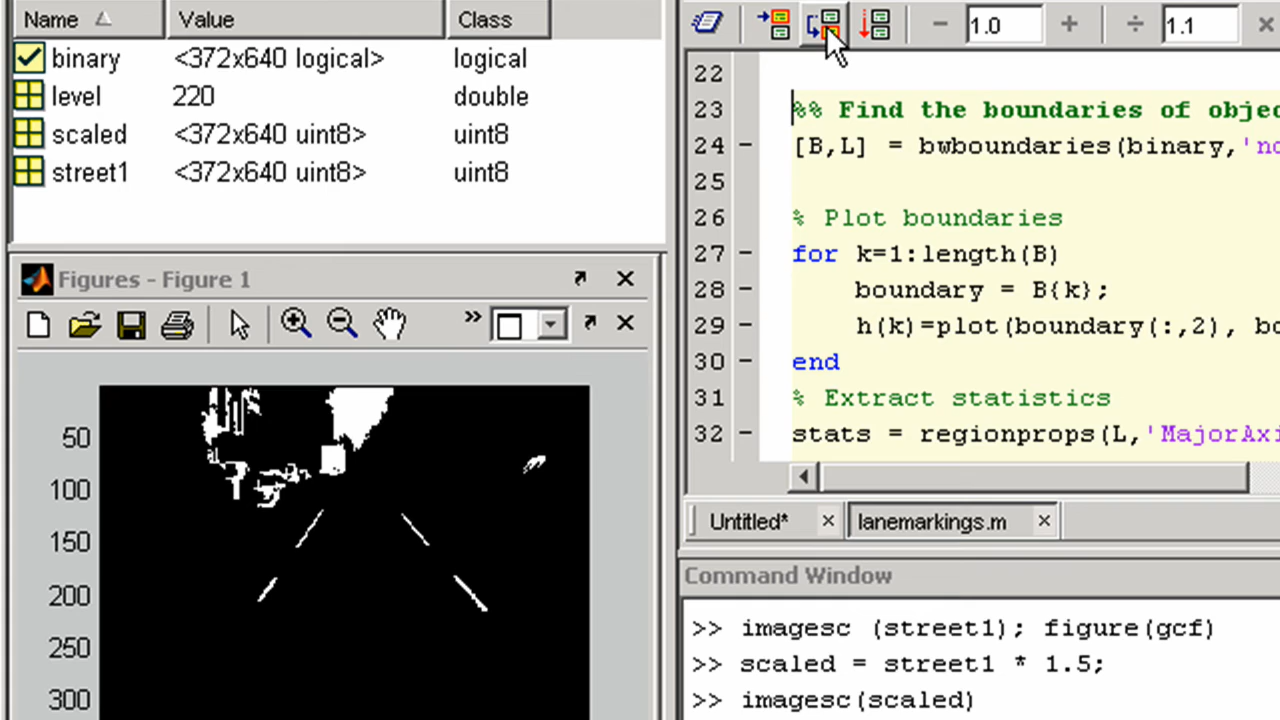 Name Value Class
binary <372x640 logical> logical
level 220 double
scaled <372x640 uint8> uint8
street1 <372x640 uint8> uint8
Figures - Figure 1
50
100
150
200
250
300
1.0
1.1
22
23 %% Find the boundaries of objec
24 [B,L] = bwboundaries(binary,'no
25
26 % Plot boundaries
27 for k=1:length(B)
28 boundary = B{k};
29 h(k)=plot(boundary(:,2), bo
30 end
31 % Extract statistics
32 stats = regionprops(L,'MajorAxi
Untitled* lanemarkings.m
Command Window
>> imagesc (street1); figure(gcf)
>> scaled = street1 * 1.5;
>> imagesc(scaled)